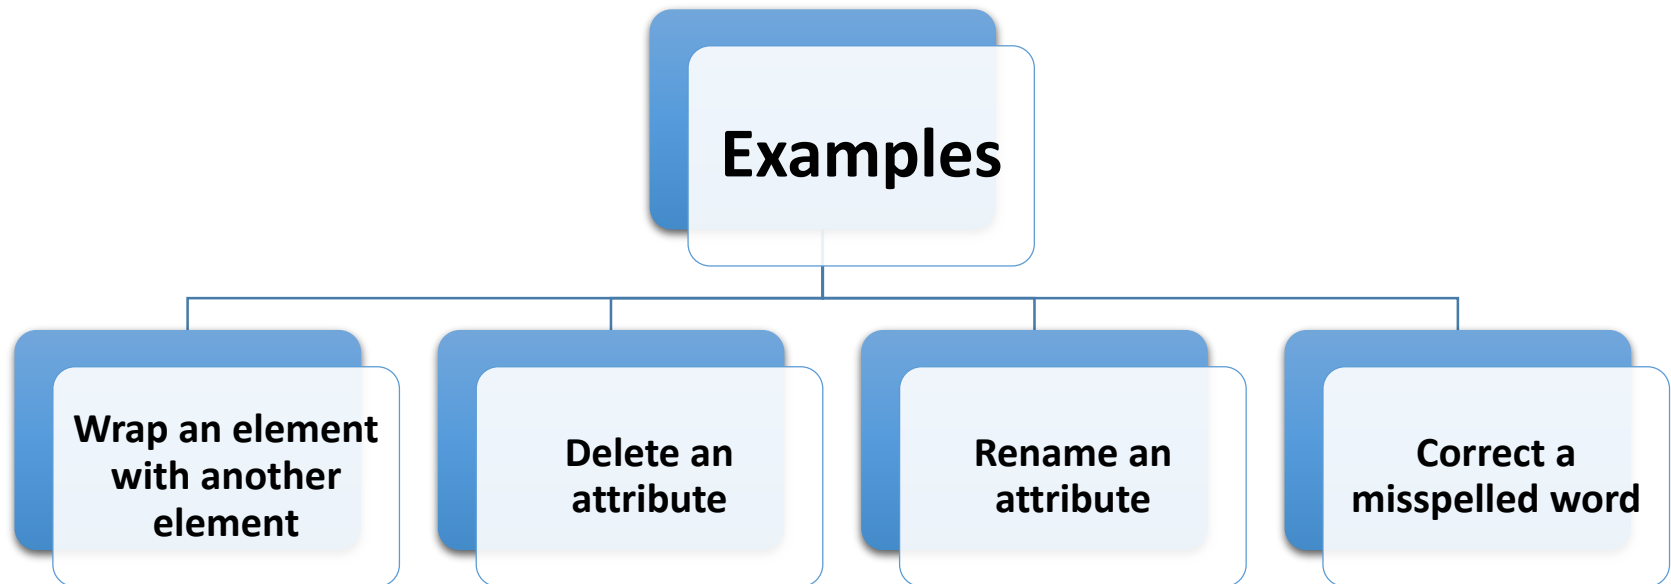 Examples
Wrap an element
with another
element
Delete an
attribute
Rename an
attribute
Correct a
misspelled word